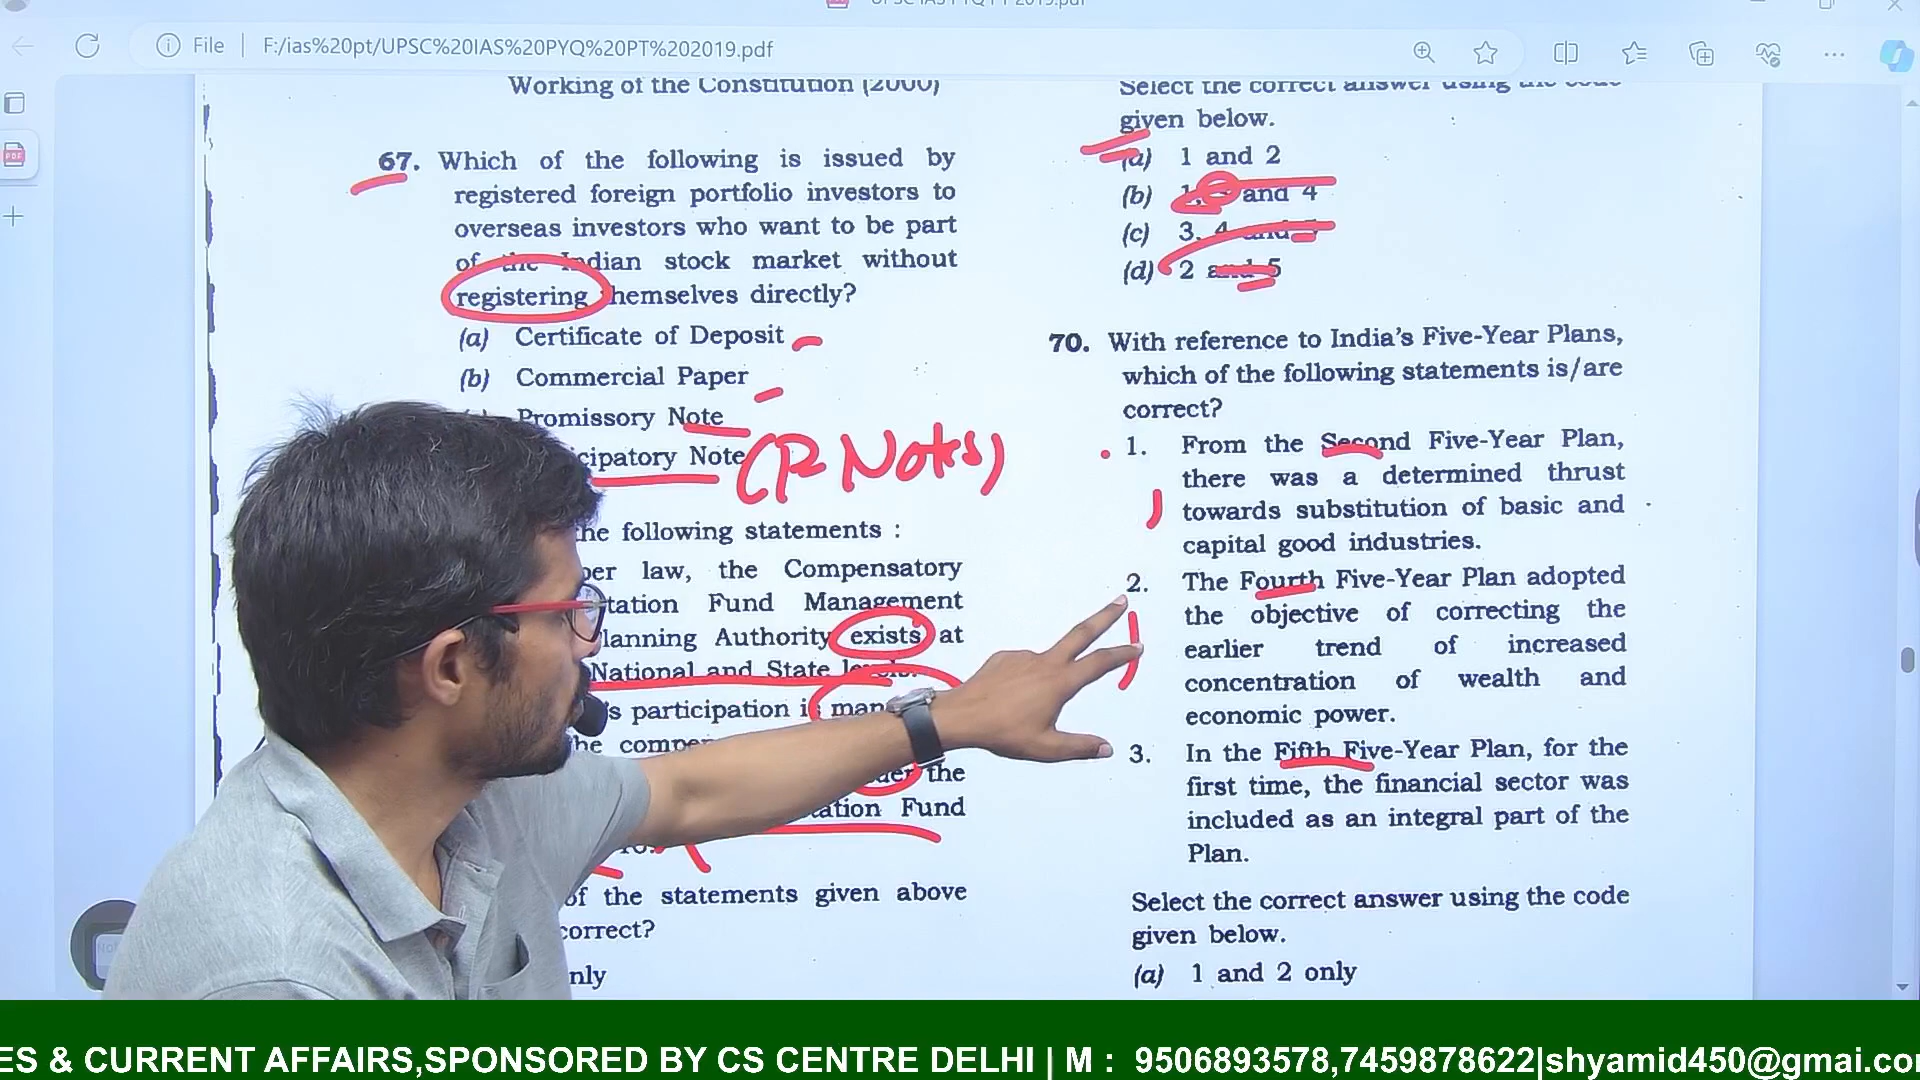 File
F:/ias%20pt/UPSC%20IAS%20PYQ%20PT%202019.pdf
Working of the Constitution (2000)
67. Which of the following is issued by
registered foreign portfolio investors to
overseas investors who want to be part
of the Indian stock market without
registering themselves directly?
(a) Certificate of Deposit
(b) Commercial Paper
Promissory Note
cipatory Note (P Notes)
the following statements :
per law, the Compensatory
tation Fund Management
lanning Authority exists at
National and State levels.
's participation is
the
the
tation Fund
of the statements given above
correct?
nly
Select the correct answer using the code
given below.
(a) 1 and 2
(b) 1, 3 and 4
(c) 3, 4 and 5
(d) 2 and 5
70. With reference to India's Five-Year Plans,
which of the following statements is/are
correct?
1. From the Second Five-Year Plan,
there was a determined thrust
towards substitution of basic and
capital good industries.
2. The Fourth Five-Year Plan adopted
the objective of correcting the
earlier trend of increased
concentration of wealth and
economic power.
3. In the Fifth Five-Year Plan, for the
first time, the financial sector was
included as an integral part of the
Plan.
Select the correct answer using the code
given below.
(a) 1 and 2 only
ES & CURRENT AFFAIRS,SPONSORED BY CS CENTRE DELHI | M : 9506893578,7459878622|shyamid450@gmai.co